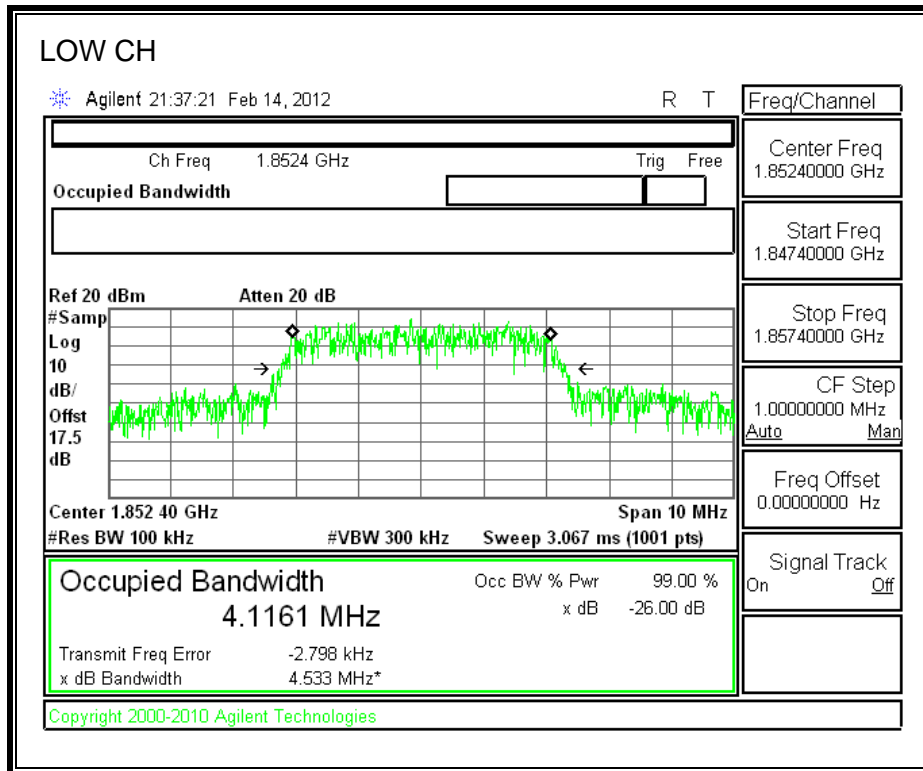 LOW CH
Agilent 21:37:21 Feb 14, 2012 R T
Ch Freq 1.8524 GHz Trig Free
Occupied Bandwidth
Ref 20 dBm Atten 20 dB
#Samp
Log
10
dB/
Offst
17.5
dB
Center 1.852 40 GHz Span 10 MHz
#Res BW 100 kHz #VBW 300 kHz Sweep 3.067 ms (1001 pts)
Occupied Bandwidth Occ BW % Pwr 99.00 %
4.1161 MHz x dB -26.00 dB
Transmit Freq Error -2.798 kHz
x dB Bandwidth 4.533 MHz*
Copyright 2000-2010 Agilent Technologies
Freq/Channel
Center Freq
1.85240000 GHz
Start Freq
1.84740000 GHz
Stop Freq
1.85740000 GHz
CF Step
1.00000000 MHz
Auto Man
Freq Offset
0.00000000 Hz
Signal Track
On Off